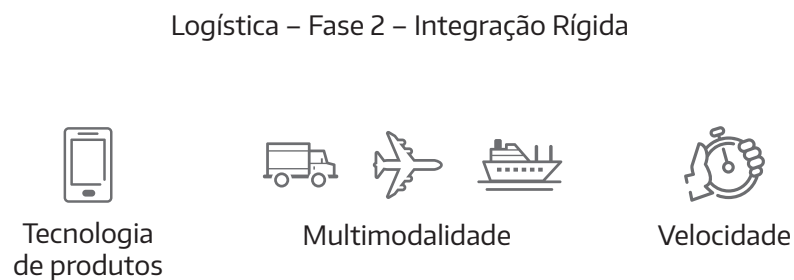 Logística – Fase 2 – Integração Rígida
Tecnologia
de produtos
Multimodalidade
Velocidade